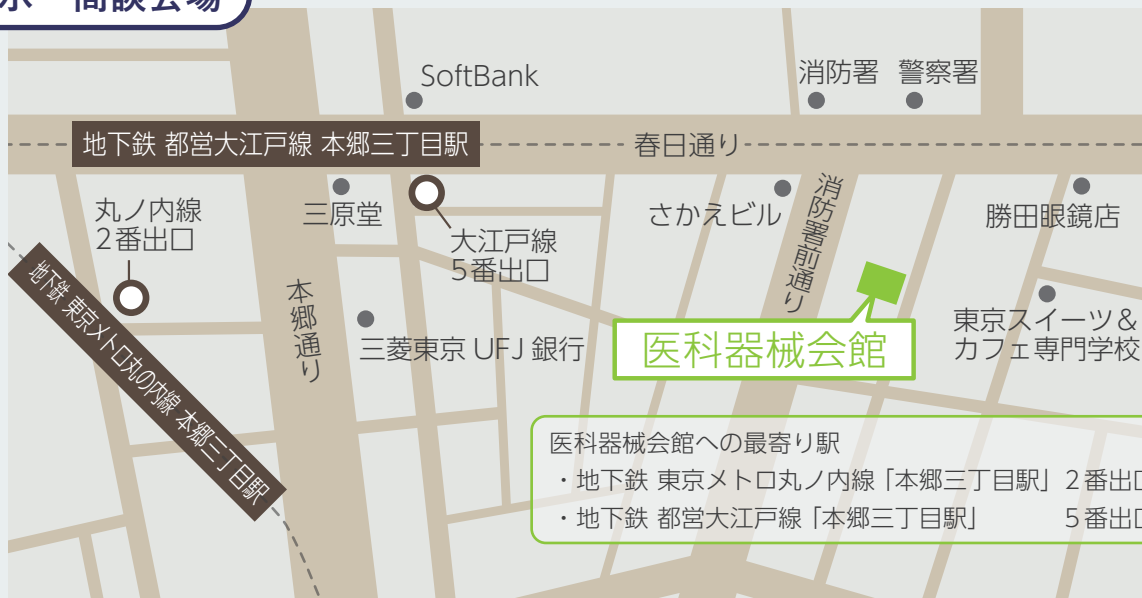 商談会場
SoftBank
消防署
警察署
地下鉄 都営大江戸線 本郷三丁目駅
春日通り
丸ノ内線
2番出口
三原堂
大江戸線
5番出口
さかえビル
消防署前通り
勝田眼鏡店
地下鉄 東京メトロ丸の内線 本郷三丁目駅
本郷通り
三菱東京 UFJ 銀行
医科器械会館
東京スイーツ&
カフェ専門学校
医科器械会館への最寄り駅
・地下鉄 東京メトロ丸ノ内線「本郷三丁目駅」 2番出口
・地下鉄 都営大江戸線「本郷三丁目駅」 5番出口